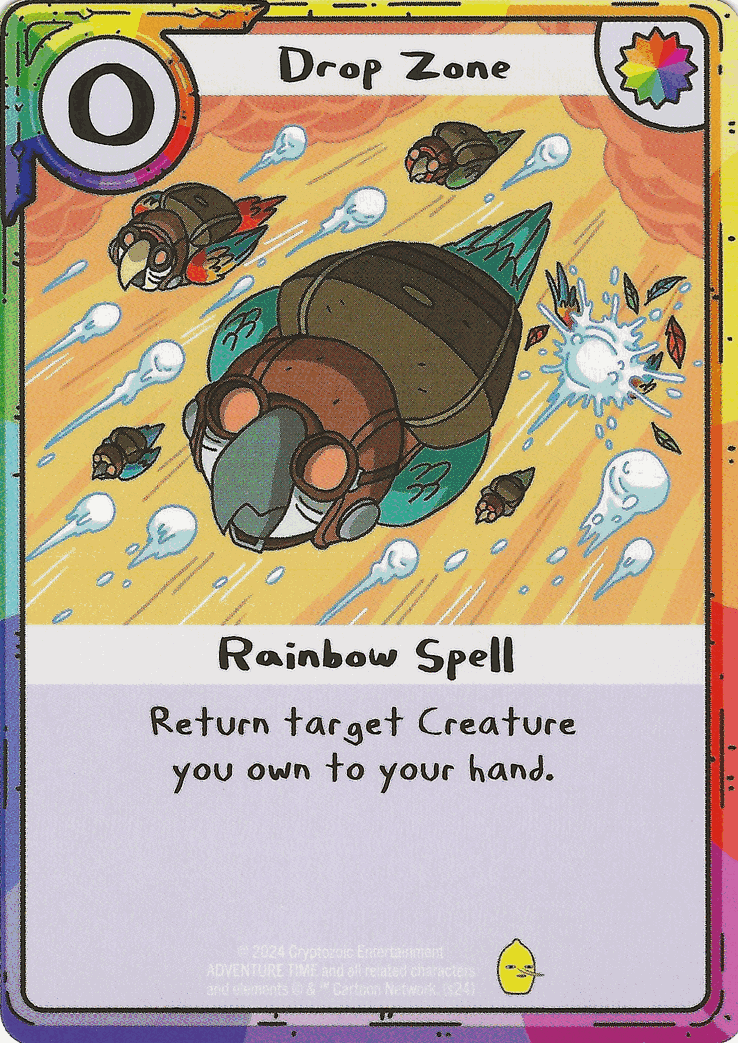 0
Drop Zone
Rainbow Spell
Return target Creature
you own to your hand.
© 2024 Cryptozoic Entertainment
ADVENTURE TIME and all related characters
and elements © & ™ Cartoon Network. (s24)